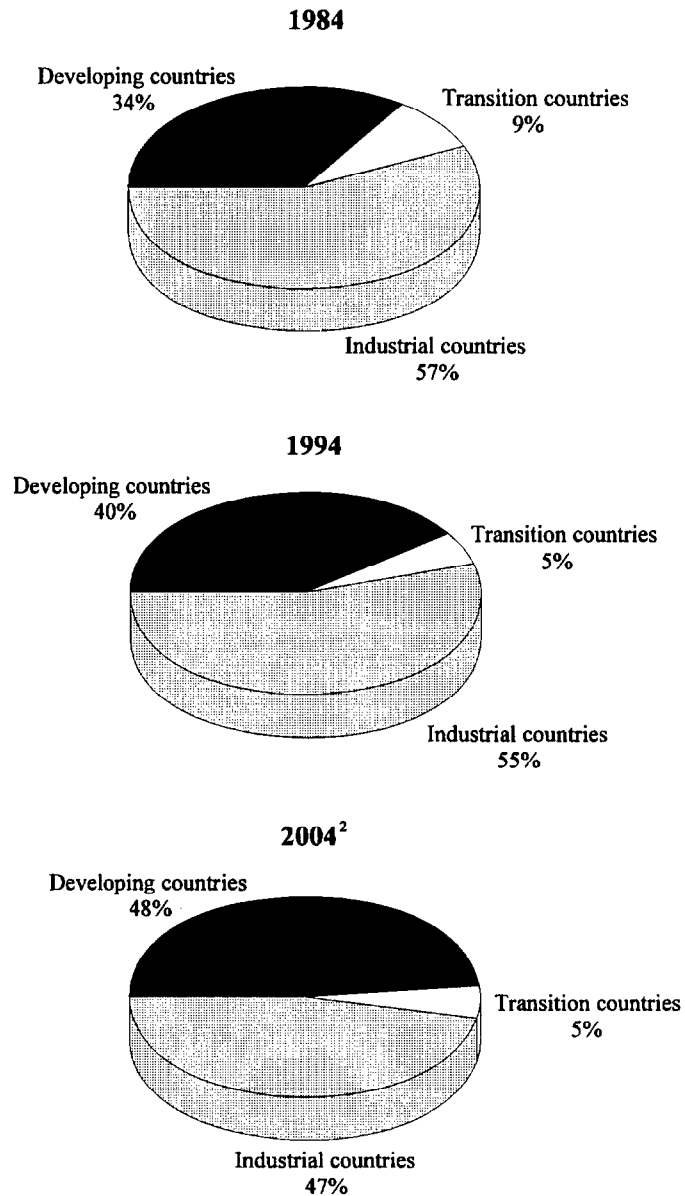 1984
Developing countries
34%
Transition countries
9%
Industrial countries
57%
1994
Developing countries
40%
Transition countries
5%
Industrial countries
55%
2004²
Developing countries
48%
Transition countries
5%
Industrial countries
47%